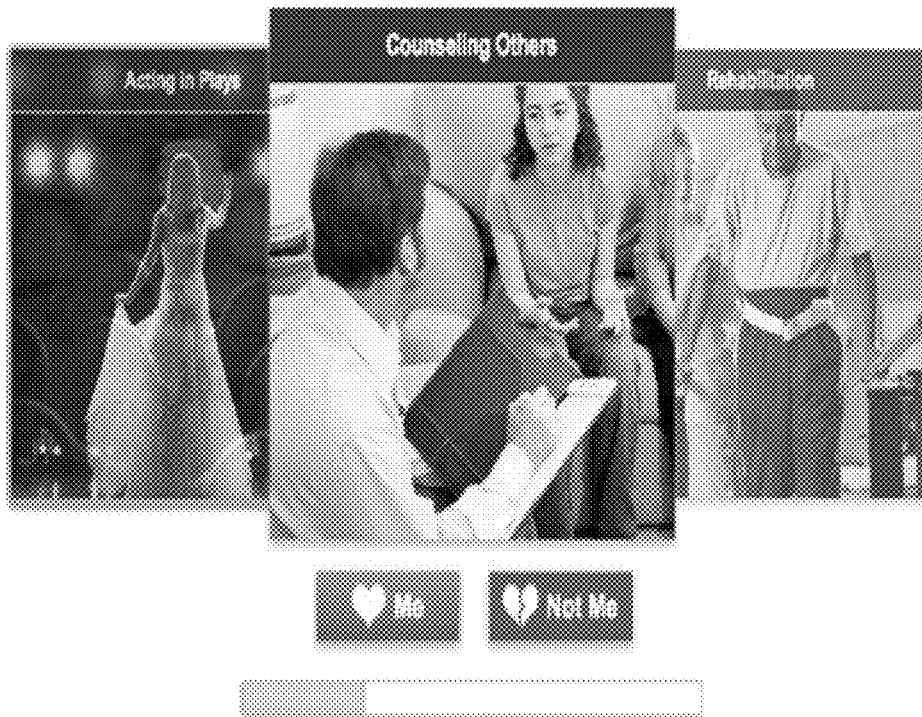 Counseling Others
Acting in Plays
Rehabilitation
Me
Not Me